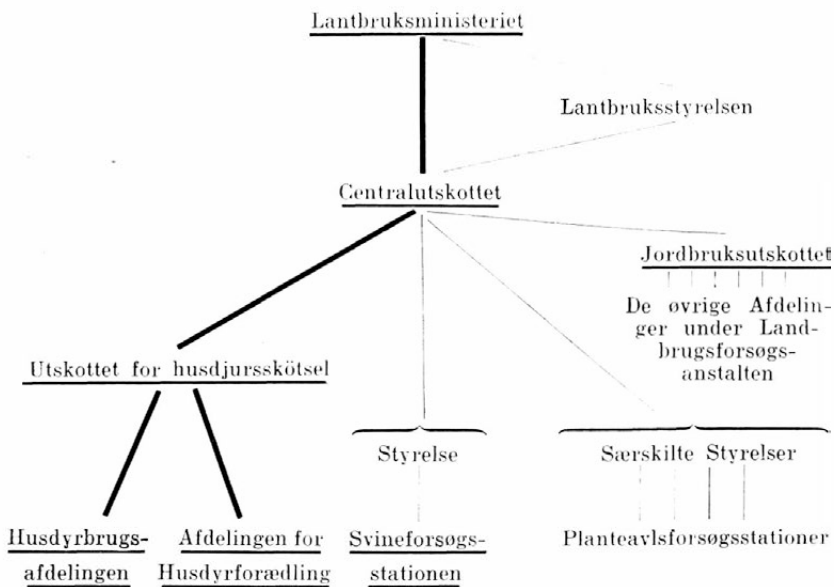 Lantbruksministeriet
Lantbruksstyrelsen
Centralutskottet
Jordbruksutskottet
De øvrige Afdelin-
ger under Land-
brugsforsøgs-
anstalten
Utskottet for husdjursskötsel
Styrelse
Særskilte Styrelser
Husdyrbrugs-
afdelingen
Afdelingen for
Husdyrforædling
Svineforsøgs-
stationen
Planteavlsforsøgsstationer